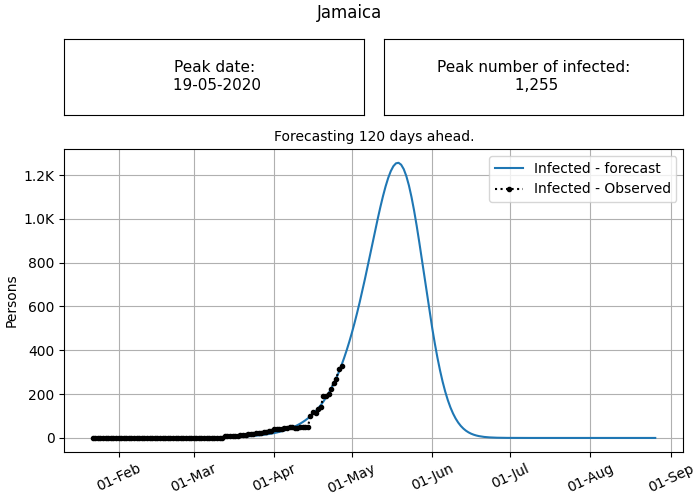 Jamaica
Peak date:
19-05-2020
Peak number of infected:
1,255
Forecasting 120 days ahead.
Infected - forecast
Infected - Observed
Persons
1.2K
1.0K
800
600
400
200
0
01-Feb
01-Mar
01-Apr
01-May
01-Jun
01-Jul
01-Aug
01-Sep